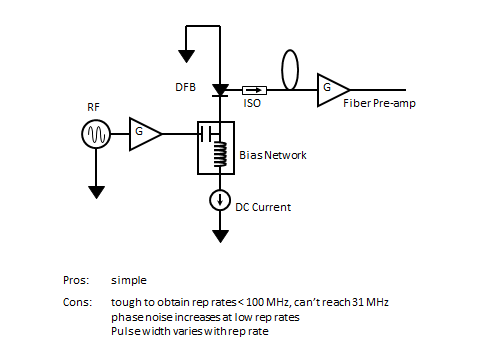 DFB
ISO
G
Fiber Pre-amp
RF
G
Bias Network
DC Current
Pros: simple
Cons: tough to obtain rep rates < 100 MHz, can't reach 31 MHz
phase noise increases at low rep rates
Pulse width varies with rep rate